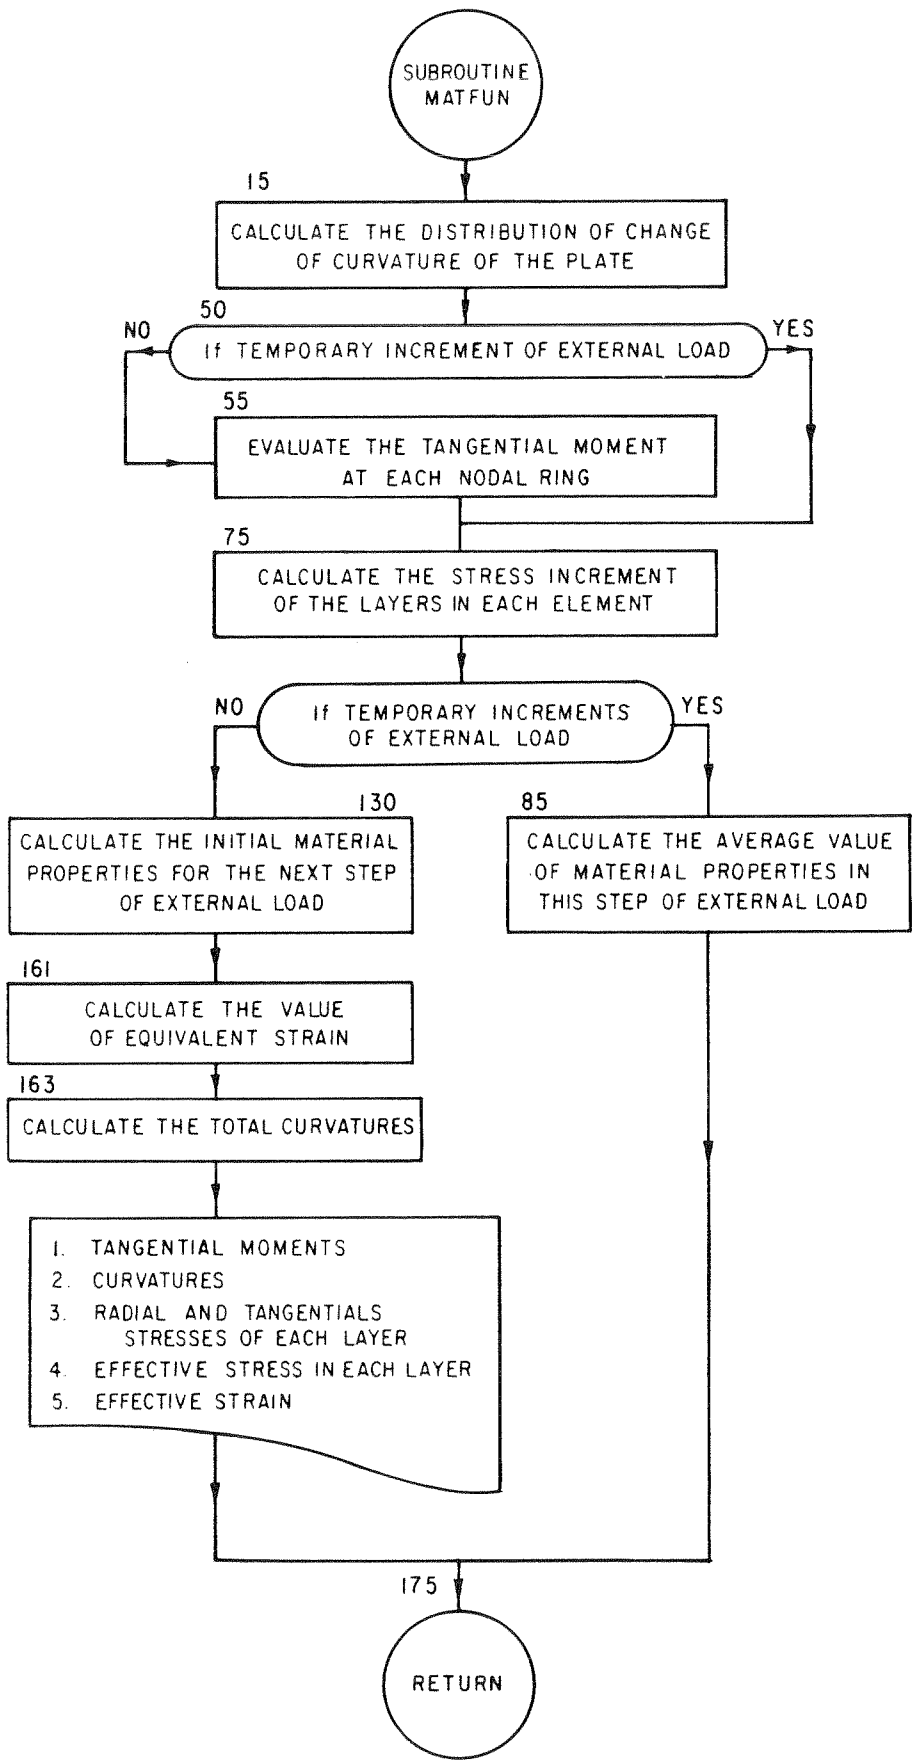 SUBROUTINE
MATFUN
15
CALCULATE THE DISTRIBUTION OF CHANGE
OF CURVATURE OF THE PLATE
50
NO
YES
If TEMPORARY INCREMENT OF EXTERNAL LOAD
55
EVALUATE THE TANGENTIAL MOMENT
AT EACH NODAL RING
75
CALCULATE THE STRESS INCREMENT
OF THE LAYERS IN EACH ELEMENT
NO
YES
If TEMPORARY INCREMENTS
OF EXTERNAL LOAD
130
CALCULATE THE INITIAL MATERIAL
PROPERTIES FOR THE NEXT STEP
OF EXTERNAL LOAD
85
CALCULATE THE AVERAGE VALUE
OF MATERIAL PROPERTIES IN
THIS STEP OF EXTERNAL LOAD
161
CALCULATE THE VALUE
OF EQUIVALENT STRAIN
163
CALCULATE THE TOTAL CURVATURES
1. TANGENTIAL MOMENTS
2. CURVATURES
3. RADIAL AND TANGENTIALS
STRESSES OF EACH LAYER
4. EFFECTIVE STRESS IN EACH LAYER
5. EFFECTIVE STRAIN
175
RETURN